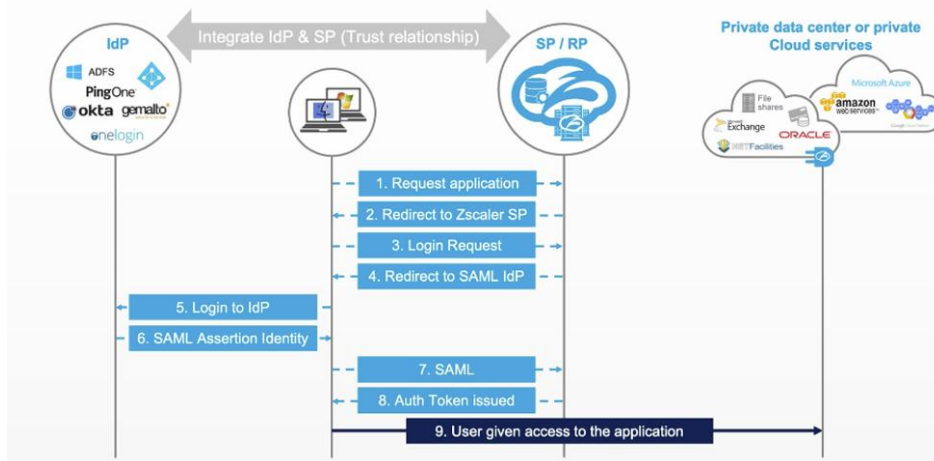 Integrate IdP & SP (Trust relationship)
IdP
ADFS
PingOne
okta gemalto
onelogin
SP / RP
Private data center or private
Cloud services
Microsoft Azure
File
shares
amazon
web services
Exchange
ORACLE
NETFacilities
1. Request application
2. Redirect to Zscaler SP
3. Login Request
4. Redirect to SAML IdP
5. Login to IdP
6. SAML Assertion Identity
7. SAML
8. Auth Token issued
9. User given access to the application